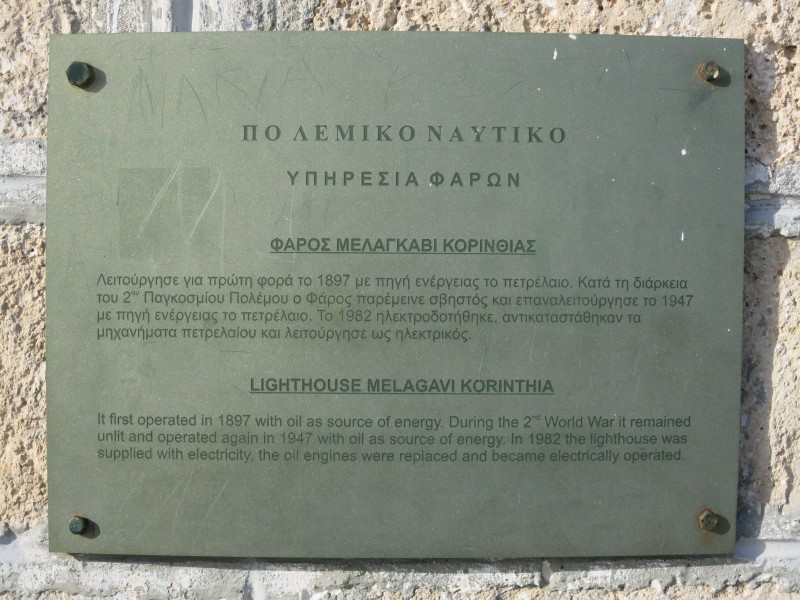 ΠΟΛΕΜΙΚΟ ΝΑΥΤΙΚΟ
ΥΠΗΡΕΣΙΑ ΦΑΡΩΝ
ΦΑΡΟΣ ΜΕΛΑΓΚΑΒΙ ΚΟΡΙΝΘΙΑΣ
Λειτούργησε για πρώτη φορά το 1897 με πηγή ενέργειας το πετρέλαιο. Κατά τη διάρκεια
του 2ου Παγκοσμίου Πολέμου ο Φάρος παρέμεινε σβηστός και επαναλειτούργησε το 1947
με πηγή ενέργειας το πετρέλαιο. Το 1982 ηλεκτροδοτήθηκε, αντικαταστάθηκαν τα
μηχανήματα πετρελαίου και λειτούργησε ως ηλεκτρικός.
LIGHTHOUSE MELAGAVI KORINTHIA
It first operated in 1897 with oil as source of energy. During the 2nd World War it remained
unlit and operated again in 1947 with oil as source of energy. In 1982 the lighthouse was
supplied with electricity, the oil engines were replaced and became electrically operated.